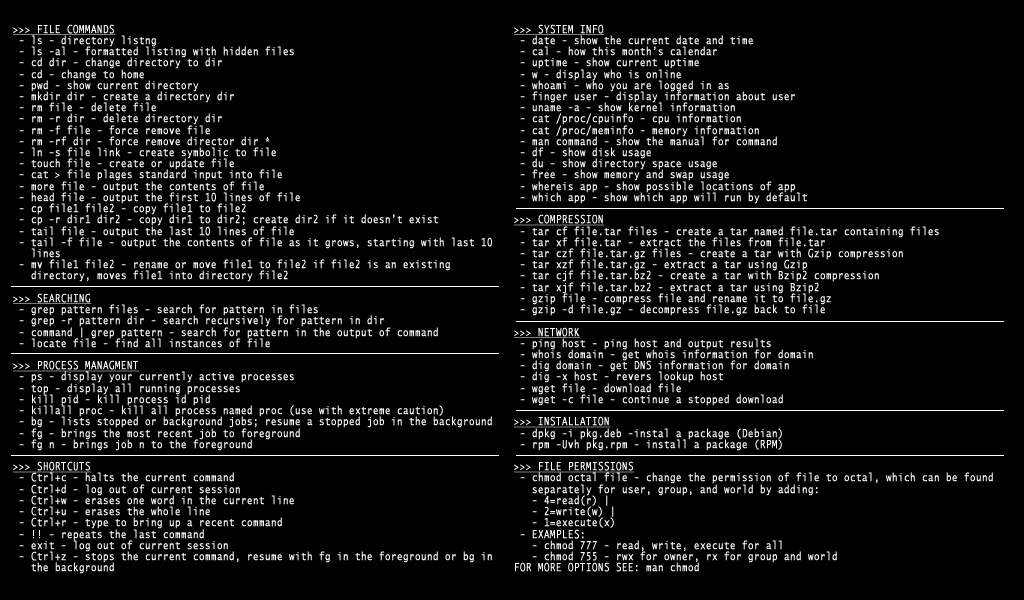 >>> FILE COMMANDS
- ls - directory listng
- ls -al - formatted listing with hidden files
- cd dir - change directory to dir
- cd - change to home
- pwd - show current directory
- mkdir dir - create a directory dir
- rm file - delete file
- rm -r dir - delete directory dir
- rm -f file - force remove file
- rm -rf dir - force remove director dir *
- ln -s file link - create symbolic to file
- touch file - create or update file
- cat > file plages standard input into file
- more file - output the contents of file
- head file - output the first 10 lines of file
- cp file1 file2 - copy file1 to file2
- cp -r dir1 dir2 - copy dir1 to dir2; create dir2 if it doesn't exist
- tail file - output the last 10 lines of file
- tail -f file - output the contents of file as it grows, starting with last 10
lines
- mv file1 file2 - rename or move file1 to file2 if file2 is an existing
directory, moves file1 into directory file2
>>> SEARCHING
- grep pattern files - search for pattern in files
- grep -r pattern dir - search recursively for pattern in dir
- command | grep pattern - search for pattern in the output of command
- locate file - find all instances of file
>>> PROCESS MANAGMENT
- ps - display your currently active processes
- top - display all running processes
- kill pid - kill process id pid
- killall proc - kill all process named proc (use with extreme caution)
- bg - lists stopped or background jobs; resume a stopped job in the background
- fg - brings the most recent job to foreground
- fg n - brings job n to the foreground
>>> SHORTCUTS
- Ctrl+c - halts the current command
- Ctrl+d - log out of current session
- Ctrl+w - erases one word in the current line
- Ctrl+u - erases the whole line
- Ctrl+r - type to bring up a recent command
- !! - repeats the last command
- exit - log out of current session
- Ctrl+z - stops the current command, resume with fg in the foreground or bg in
the background
>>> SYSTEM INFO
- date - show the current date and time
- cal - how this month's calendar
- uptime - show current uptime
- w - display who is online
- whoami - who you are logged in as
- finger user - display information about user
- uname -a - show kernel information
- cat /proc/cpuinfo - cpu information
- cat /proc/meminfo - memory information
- man command - show the manual for command
- df - show disk usage
- du - show directory space usage
- free - show memory and swap usage
- whereis app - show possible locations of app
- which app - show which app will run by default
>>> COMPRESSION
- tar cf file.tar files - create a tar named file.tar containing files
- tar xf file.tar - extract the files from file.tar
- tar czf file.tar.gz files - create a tar with Gzip compression
- tar xzf file.tar.gz - extract a tar using Gzip
- tar cjf file.tar.bz2 - create a tar with Bzip2 compression
- tar xjf file.tar.bz2 - extract a tar using Bzip2
- gzip file - compress file and rename it to file.gz
- gzip -d file.gz - decompress file.gz back to file
>>> NETWORK
- ping host - ping host and output results
- whois domain - get whois information for domain
- dig domain - get DNS information for domain
- dig -x host - revers lookup host
- wget file - download file
- wget -c file - continue a stopped download
>>> INSTALLATION
- dpkg -i pkg.deb -instal a package (Debian)
- rpm -Uvh pkg.rpm - install a package (RPM)
>>> FILE PERMISSIONS
- chmod octal file - change the permission of file to octal, which can be found
separately for user, group, and world by adding:
- 4=read(r) |
- 2=write(w) |
- 1=execute(x)
- EXAMPLES:
- chmod 777 - read, write, execute for all
- chmod 755 - rwx for owner, rx for group and world
FOR MORE OPTIONS SEE: man chmod